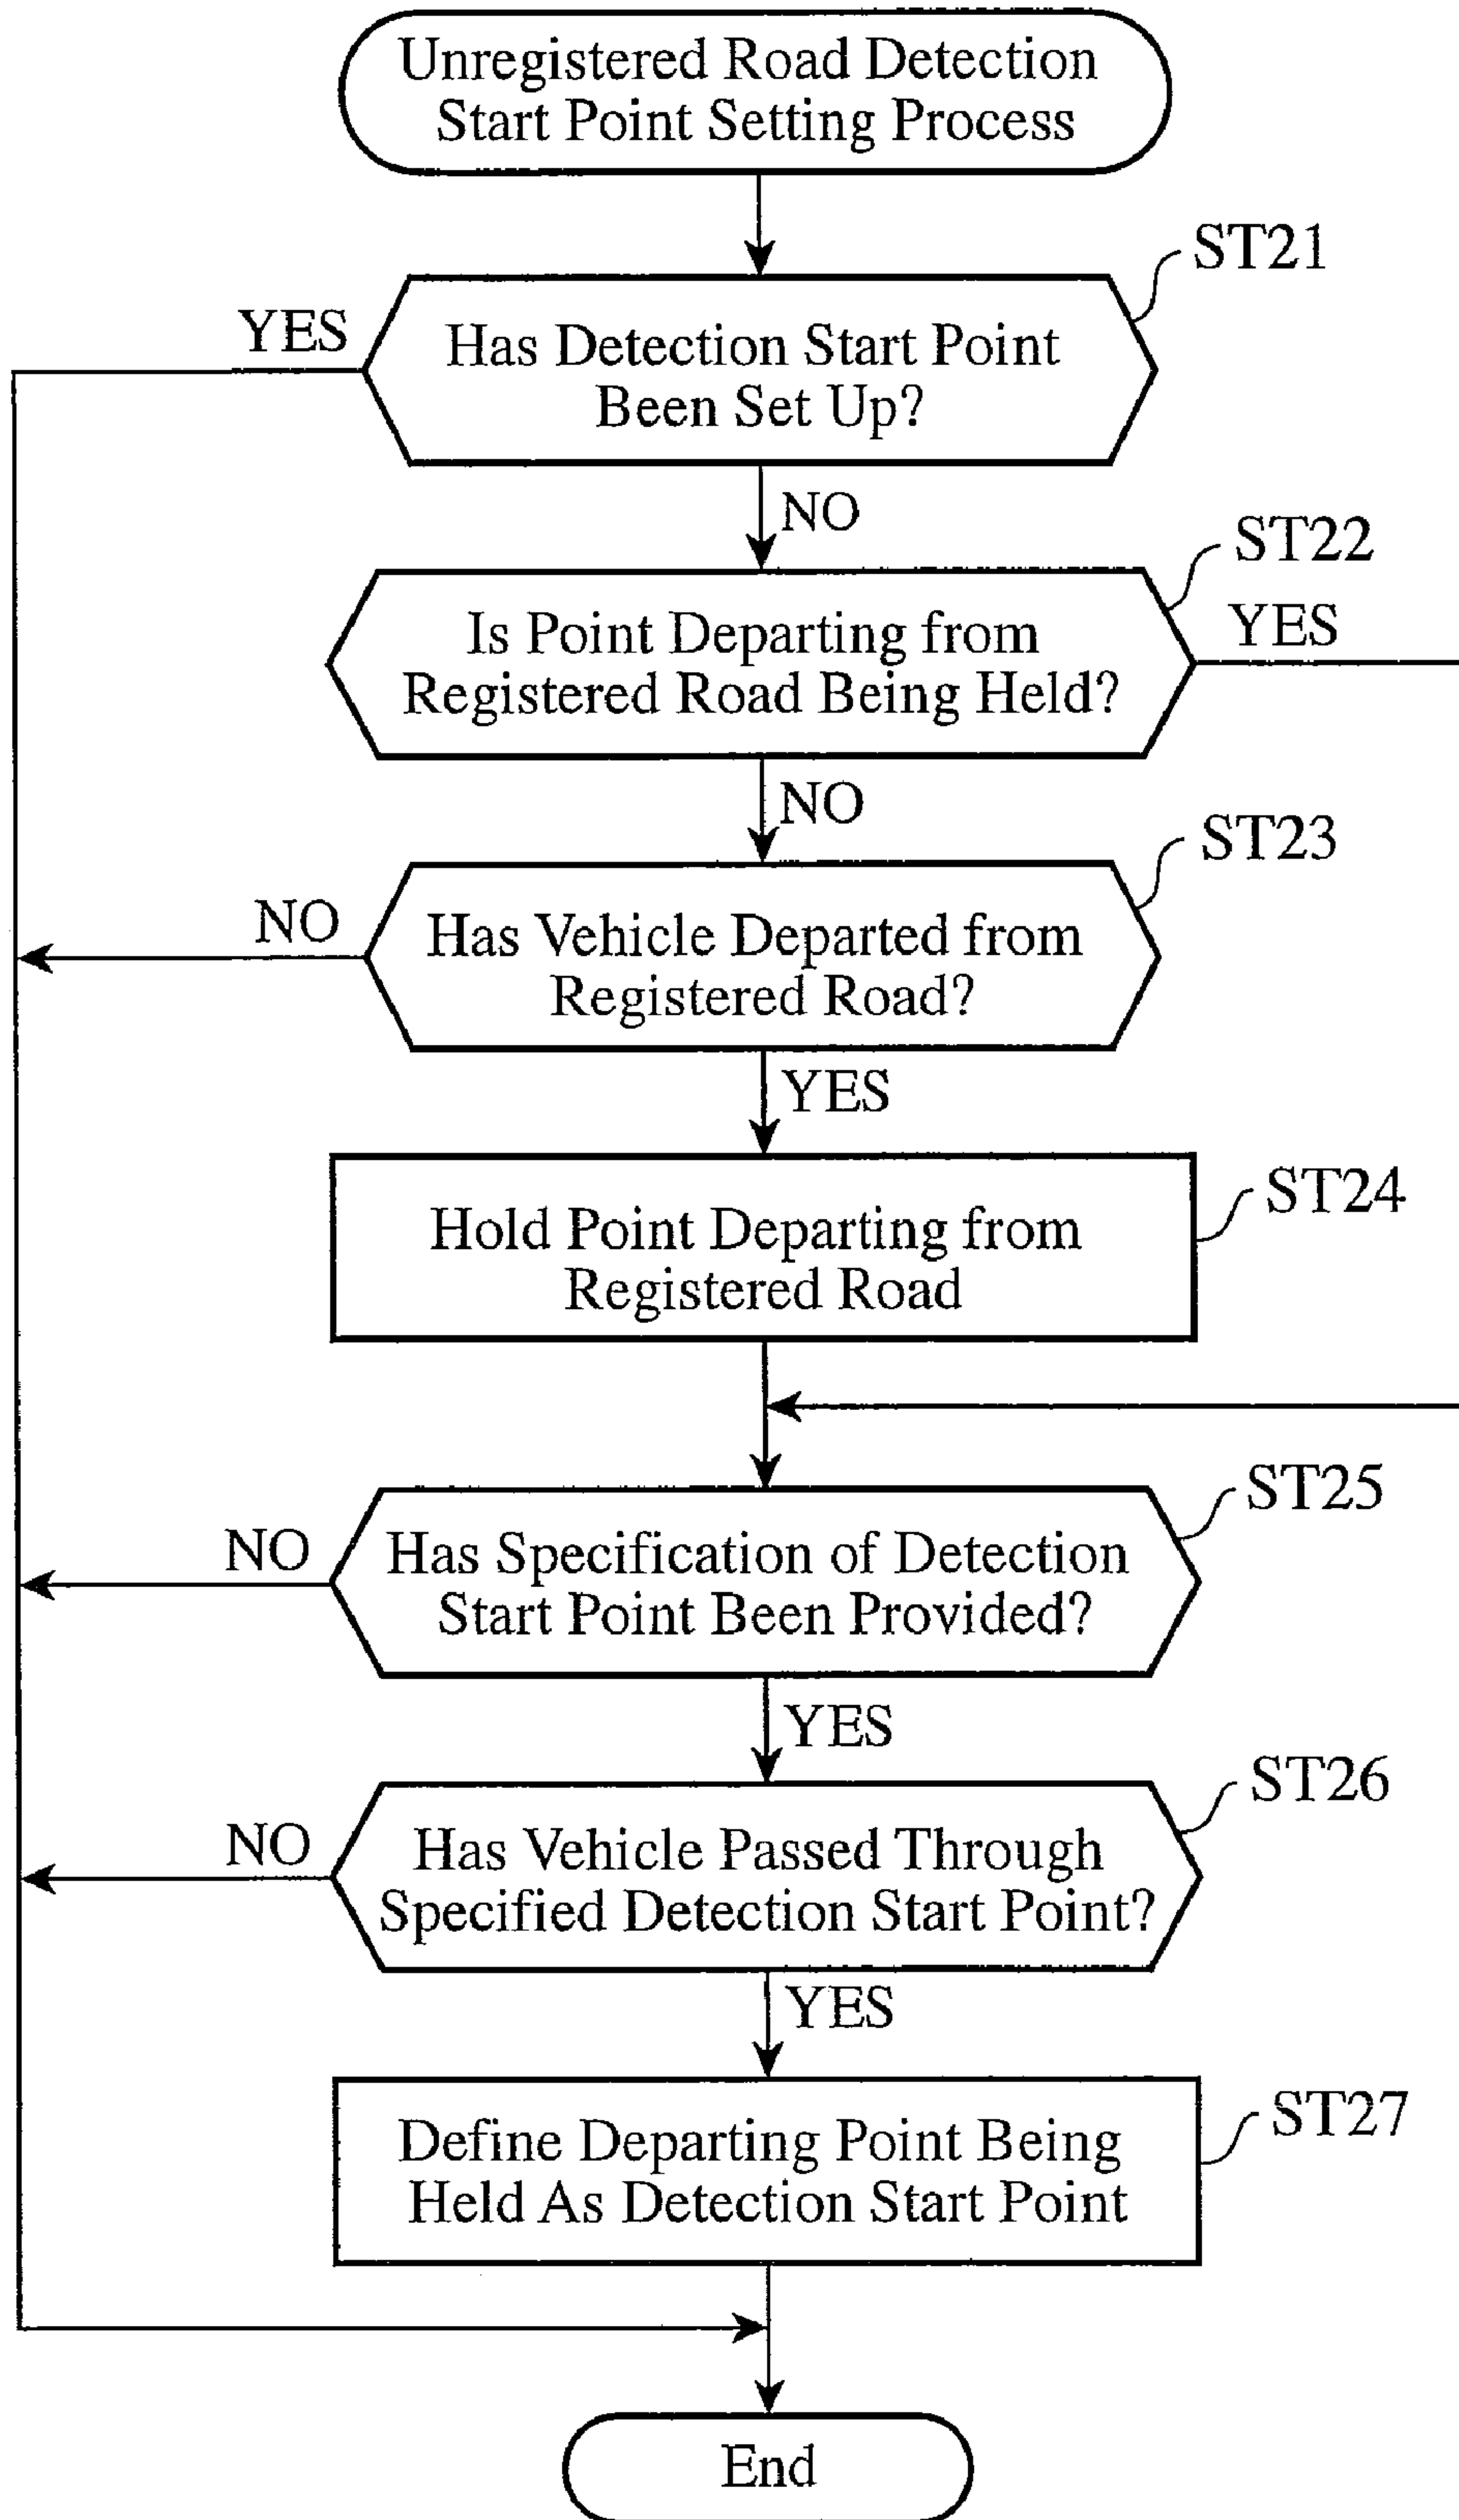 Unregistered Road Detection
Start Point Setting Process
ST21
YES
Has Detection Start Point
Been Set Up?
NO
ST22
YES
Is Point Departing from
Registered Road Being Held?
NO
ST23
NO
Has Vehicle Departed from
Registered Road?
YES
ST24
Hold Point Departing from
Registered Road
ST25
NO
Has Specification of Detection
Start Point Been Provided?
YES
ST26
NO
Has Vehicle Passed Through
Specified Detection Start Point?
YES
ST27
Define Departing Point Being
Held As Detection Start Point
End